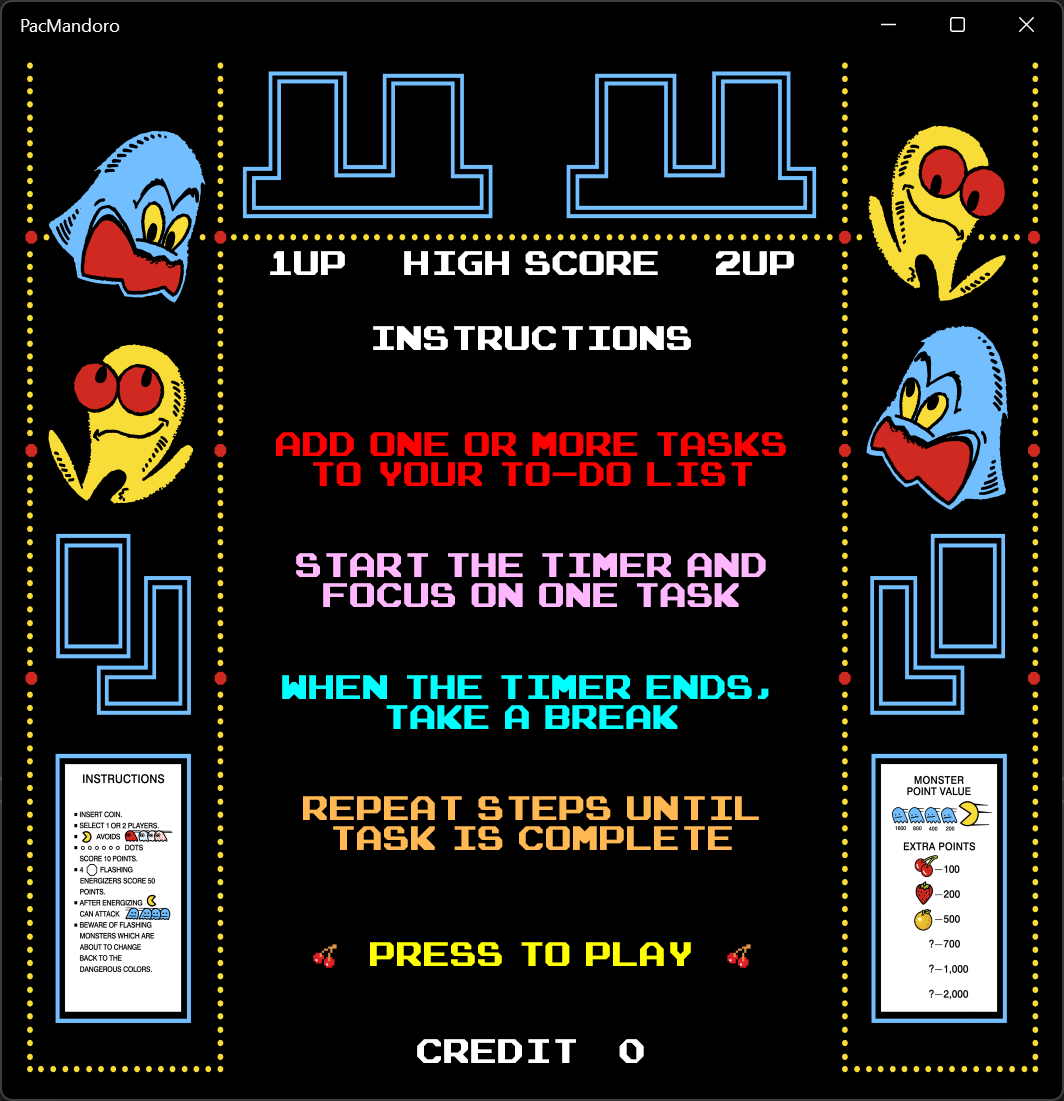 PacMandoro
1UP HIGH SCORE 2UP
INSTRUCTIONS
ADD ONE OR MORE TASKS
TO YOUR TO-DO LIST
START THE TIMER AND
FOCUS ON ONE TASK
WHEN THE TIMER ENDS,
TAKE A BREAK
REPEAT STEPS UNTIL
TASK IS COMPLETE
PRESS TO PLAY
CREDIT 0
INSTRUCTIONS
▪ INSERT COIN.
▪ SELECT 1 OR 2 PLAYERS.
▪ AVOIDS
▪ DOTS
SCORE 10 POINTS.
▪ 4 FLASHING
ENERGIZERS SCORE 50
POINTS.
▪ AFTER ENERGIZING
CAN ATTACK
▪ BEWARE OF FLASHING
MONSTERS WHICH ARE
ABOUT TO CHANGE
BACK TO THE
DANGEROUS COLORS.
MONSTER
POINT VALUE
1600 800 400 200
EXTRA POINTS
—100
—200
—500
?—700
?—1,000
?—2,000